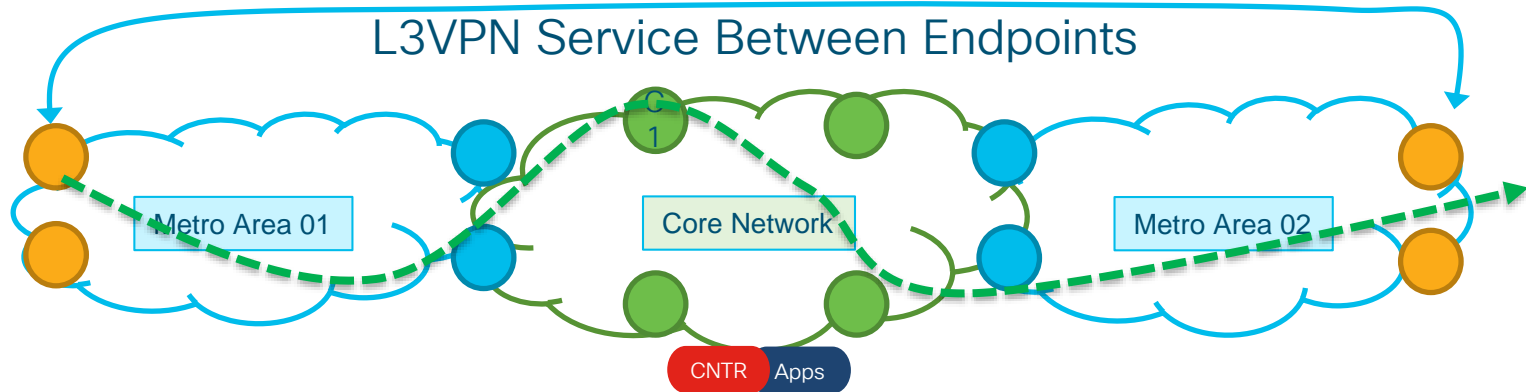 L3VPN Service Between Endpoints
C
1
Metro Area 01
Core Network
Metro Area 02
CNTR
Apps